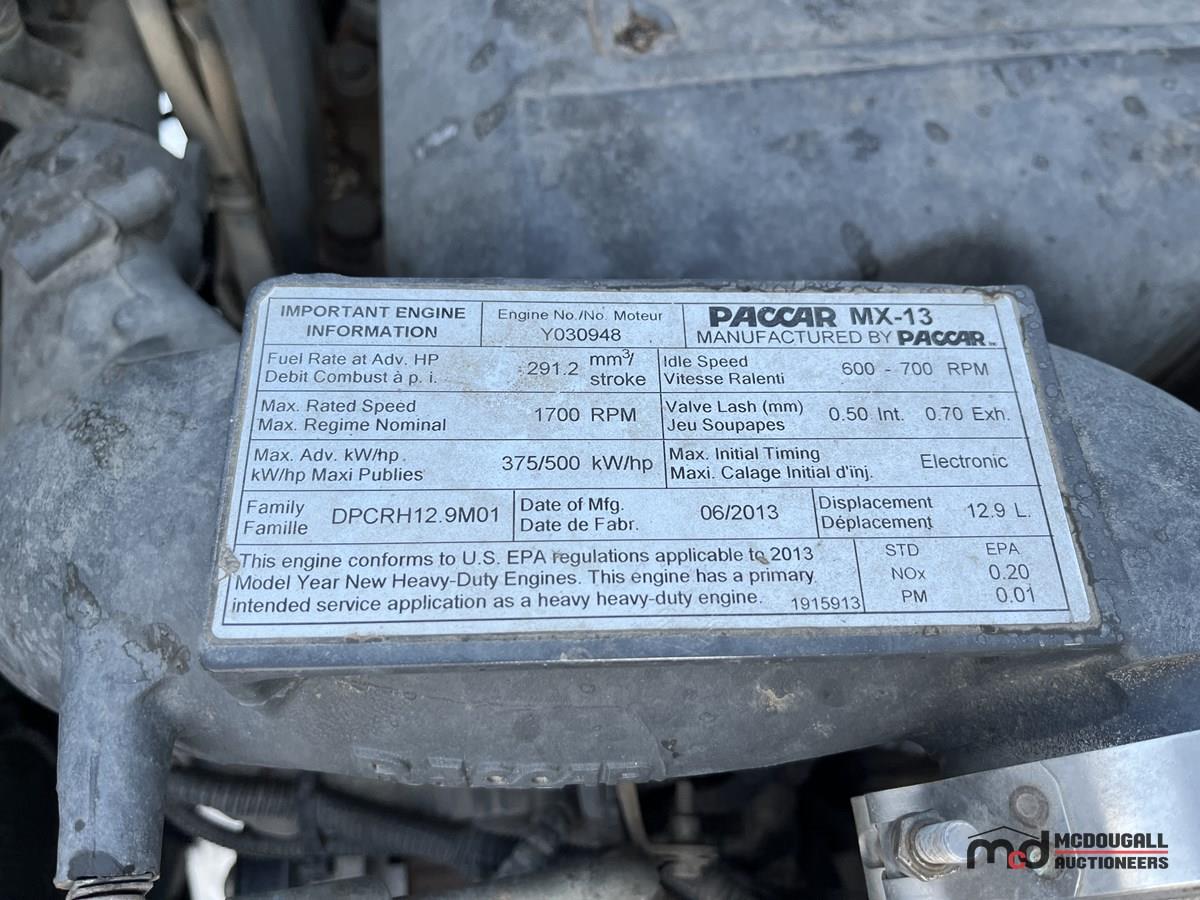 IMPORTANT ENGINE
INFORMATION
Engine No./No. Moteur
Y030948
PACCAR MX-13
MANUFACTURED BY PACCAR
Fuel Rate at Adv. HP
Debit Combust à p. i.
291.2 mm3/
stroke
Idle Speed
Vitesse Ralenti
600 - 700 RPM
Max. Rated Speed
Max. Regime Nominal
1700 RPM
Valve Lash (mm)
Jeu Soupapes
0.50 Int. 0.70 Exh.
Max. Adv. kW/hp.
kW/hp Maxi Publies
375/500 kW/hp
Max. Initial Timing
Maxi. Calage Initial d'inj.
Electronic
Family
Famille
DPCRH12.9M01
Date of Mfg.
Date de Fabr.
06/2013
Displacement
Déplacement
12.9 L.
This engine conforms to U.S. EPA regulations applicable to 2013
Model Year New Heavy-Duty Engines. This engine has a primary
intended service application as a heavy heavy-duty engine.
1915913
STD EPA
NOx 0.20
PM 0.01
mcd
MCDOUGALL
AUCTIONEERS